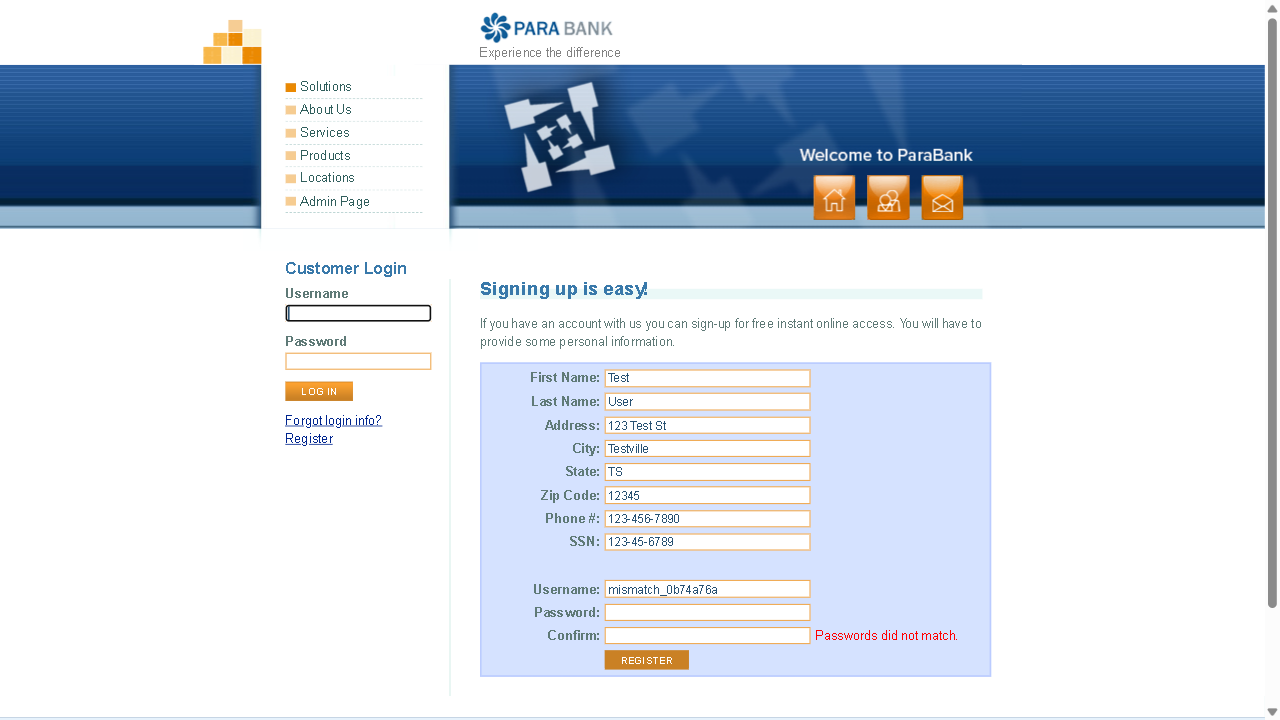 PARA BANK
Experience the difference
Solutions
About Us
Services
Products
Locations
Admin Page
Welcome to ParaBank
Customer Login
Username
Password
LOG IN
Forgot login info?
Register
Signing up is easy!
If you have an account with us you can sign-up for free instant online access. You will have to
provide some personal information.
First Name: Test
Last Name: User
Address: 123 Test St
City: Testville
State: TS
Zip Code: 12345
Phone #: 123-456-7890
SSN: 123-45-6789
Username: mismatch_0b74a76a
Password:
Confirm: Passwords did not match.
REGISTER